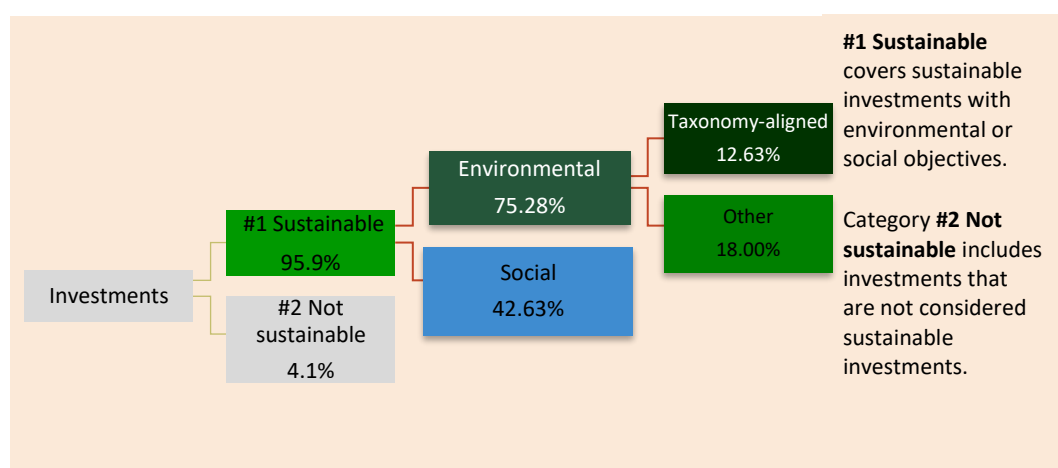 Investments
#1 Sustainable
95.9%
#2 Not
sustainable
4.1%
Environmental
75.28%
Social
42.63%
Taxonomy-aligned
12.63%
Other
18.00%
#1 Sustainable
covers sustainable
investments with
environmental or
social objectives.
Category #2 Not
sustainable includes
investments that
are not considered
sustainable
investments.